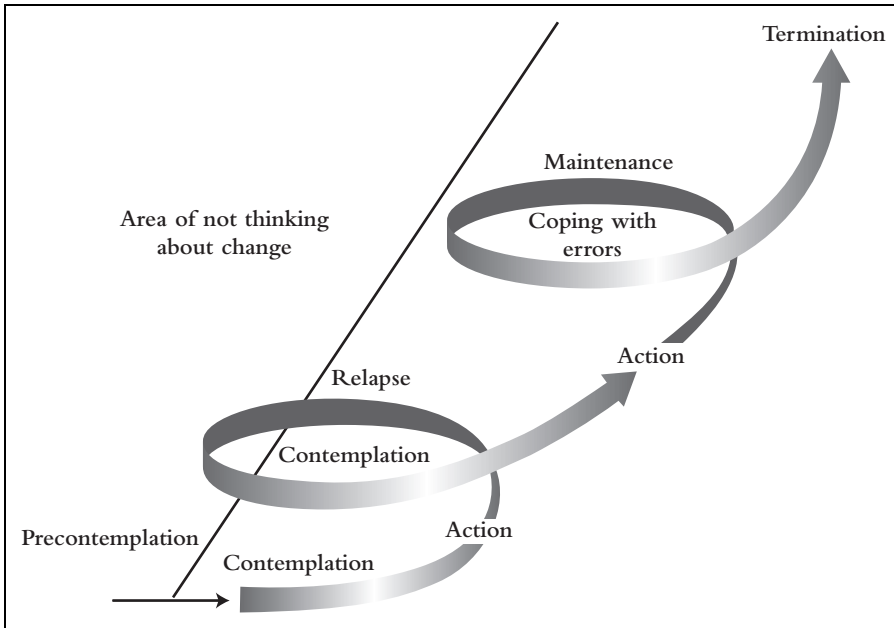 Termination
Maintenance
Coping with
errors
Area of not thinking
about change
Action
Relapse
Contemplation
Action
Precontemplation
Contemplation